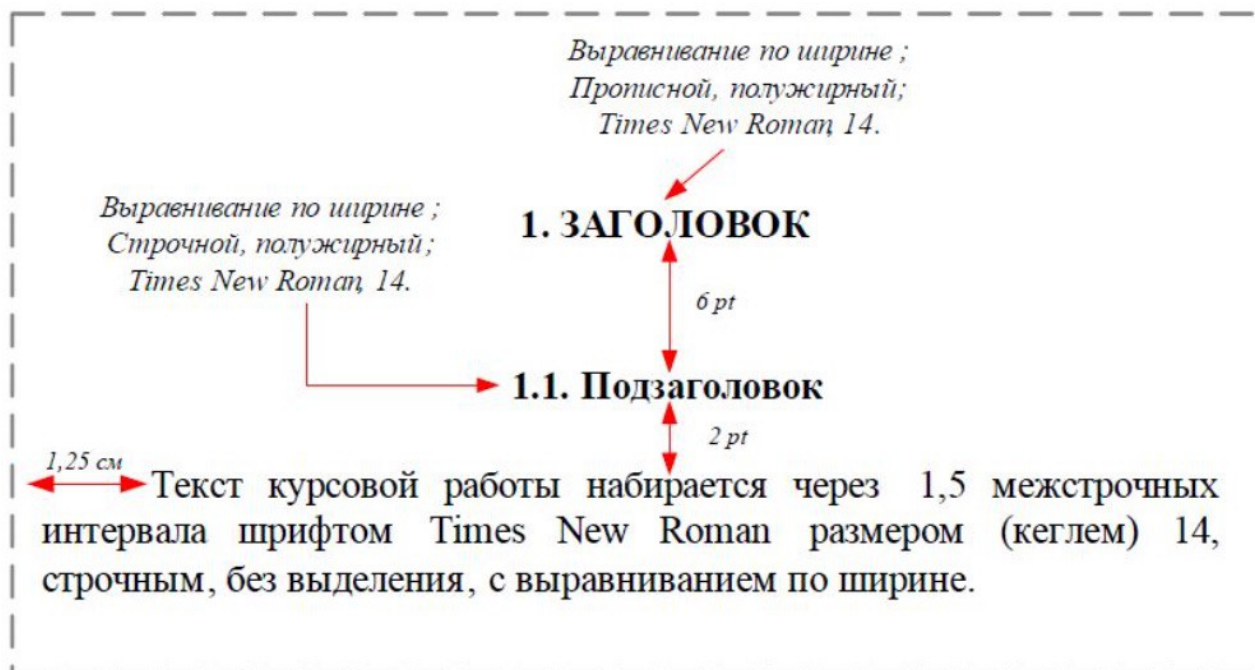 Выравнивание по ширине ;
Прописной, полужирный;
Times New Roman, 14.
Выравнивание по ширине ;
Строчной, полужирный;
Times New Roman, 14.
1. ЗАГОЛОВОК
6 pt
1.1. Подзаголовок
2 pt
1,25 см
Текст курсовой работы набирается через 1,5 межстрочных
интервала шрифтом Times New Roman размером (кеглем) 14,
строчным, без выделения, с выравниванием по ширине.